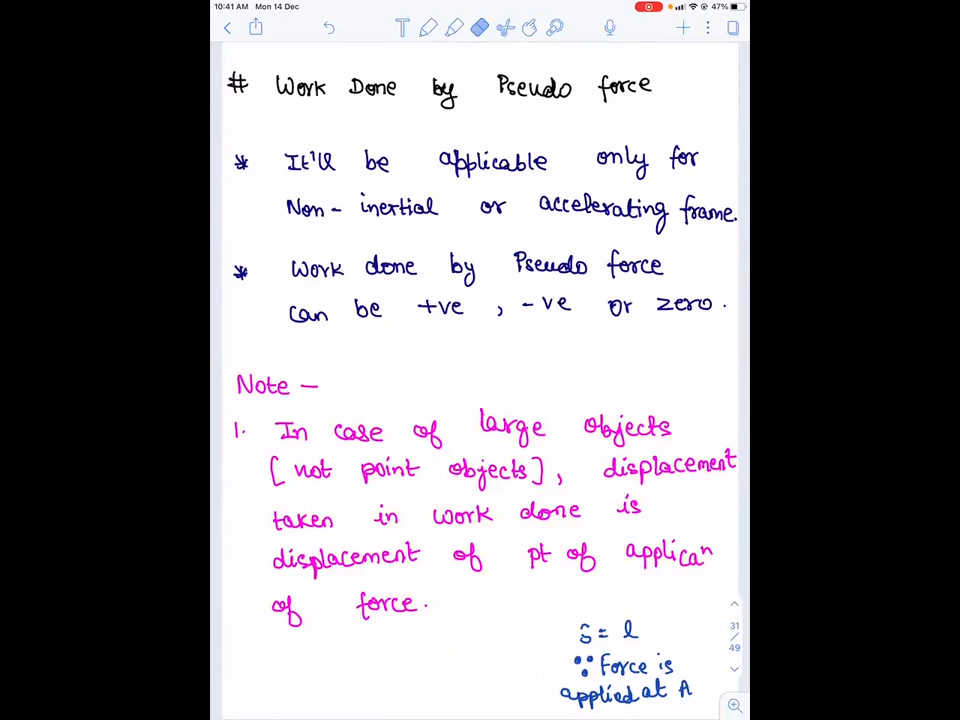 10:41 AM Mon 14 Dec
47%
# Work Done by Pseudo force
* It'll be applicable only for
Non-inertial or accelerating frame.
* Work done by Pseudo force
can be +ve, -ve or zero.
Note -
1. In case of large objects
[not point objects], displacement
taken in work done is
displacement of pt of applican
of force.
31
/
49
s = l
∵ Force is
applied at A